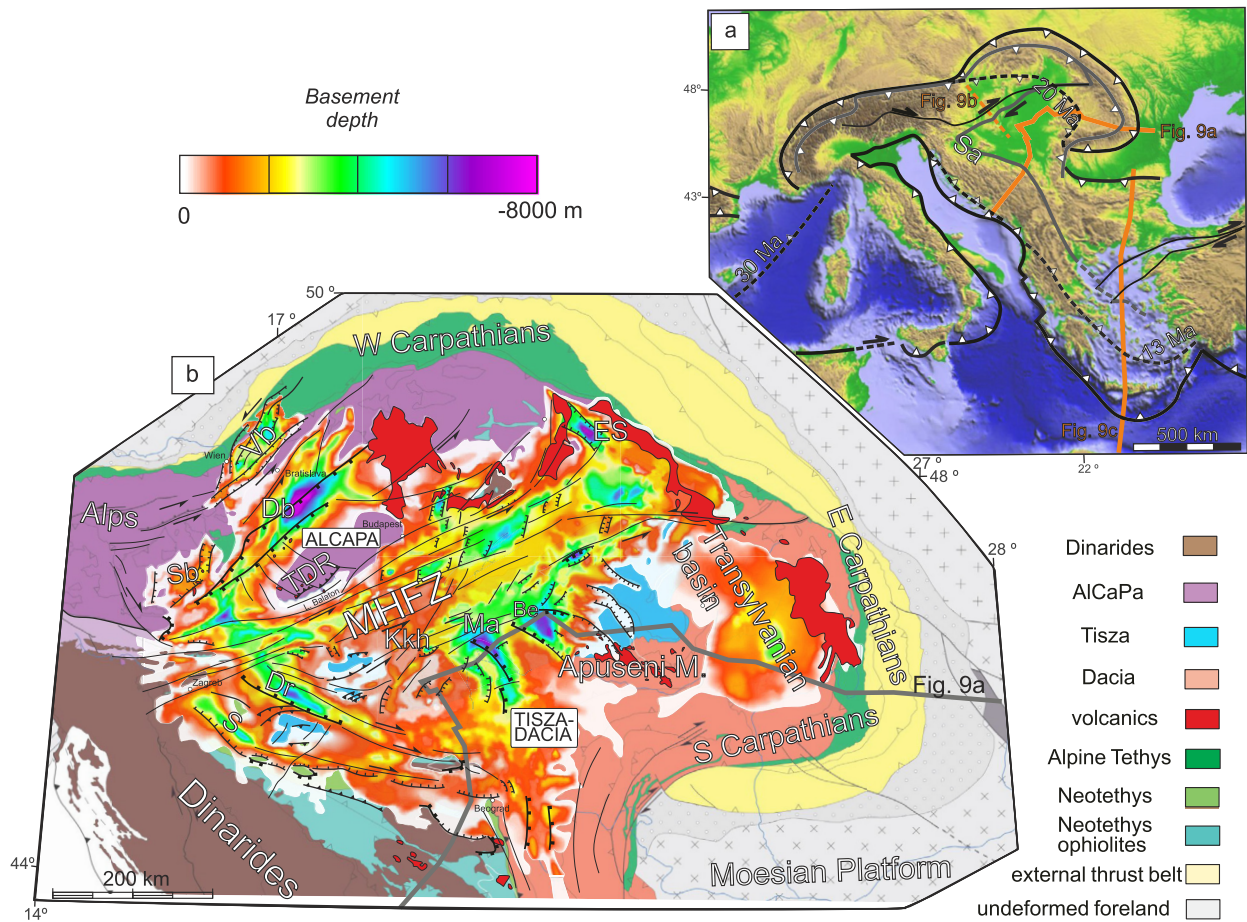 Basement
depth
0
-8000 m
a
48°
43°
Fig. 9b
20 Ma
Fig. 9a
Sa
30 Ma
13 Ma
Fig. 9c
500 km
22°
50°
17°
b
W Carpathians
27°
48°
Vb
Wien
ES
Bratislava
Alps
Db
Budapest
ALCAPA
E Carpathians
28°
Sb
TDR
L. Balaton
Transylvanian
basin
MHFZ
Be
Ma
Kkh
Apuseni M.
Zagreb
Dr
Fig. 9a
S
TISZA-
DACIA
S Carpathians
Beograd
Dinarides
Moesian Platform
44°
200 km
14°
Dinarides
AlCaPa
Tisza
Dacia
volcanics
Alpine Tethys
Neotethys
Neotethys
ophiolites
external thrust belt
undeformed foreland